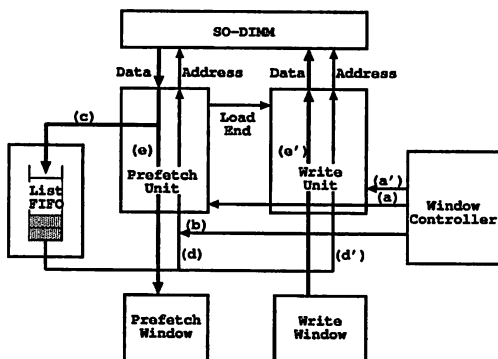 SO-DIMM
Data
Address
Data
Address
(c)
Load
End
(e)
(e')
List
FIFO
Prefetch
Unit
Write
Unit
(a')
(a)
Window
Controller
(b)
(d)
(d')
Prefetch
Window
Write
Window